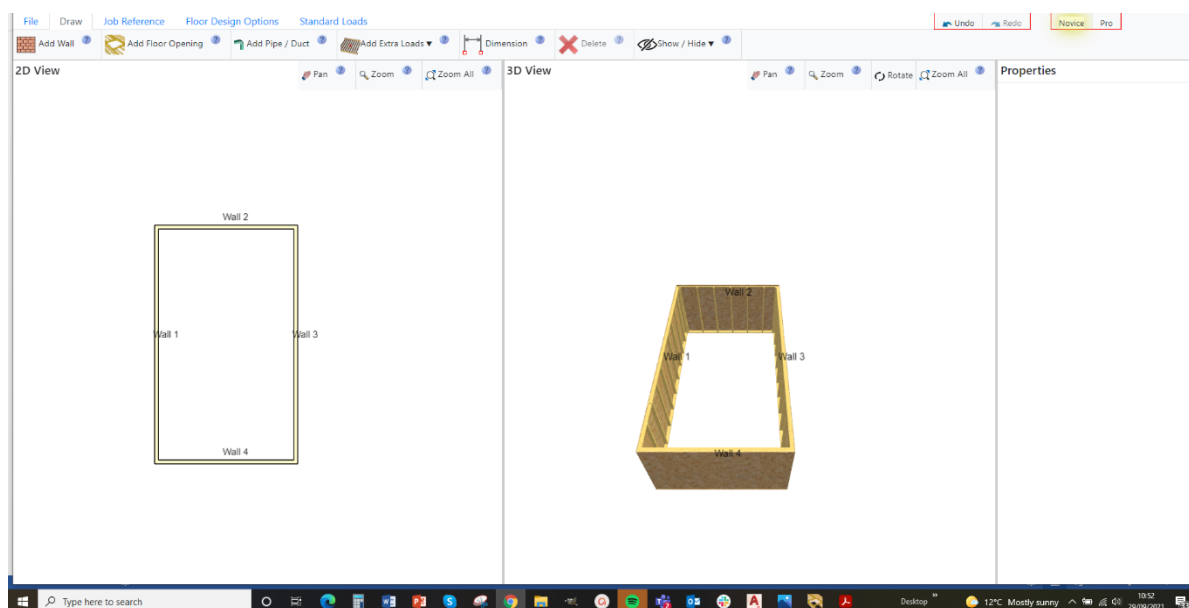 File Draw Job Reference Floor Design Options Standard Loads Undo Redo Novice Pro
Add Wall ? Add Floor Opening ? Add Pipe / Duct ? Add Extra Loads ▾ ? Dimension ? Delete ? Show / Hide ▾ ?
2D View Pan ? Zoom ? Zoom All ? 3D View Pan ? Zoom ? Rotate Zoom All ? Properties
Wall 2
Wall 1 Wall 3
Wall 4
Wall 2
Wall 1 Wall 3
Wall 4
Type here to search Desktop 12°C Mostly sunny 10:52
29/09/2021